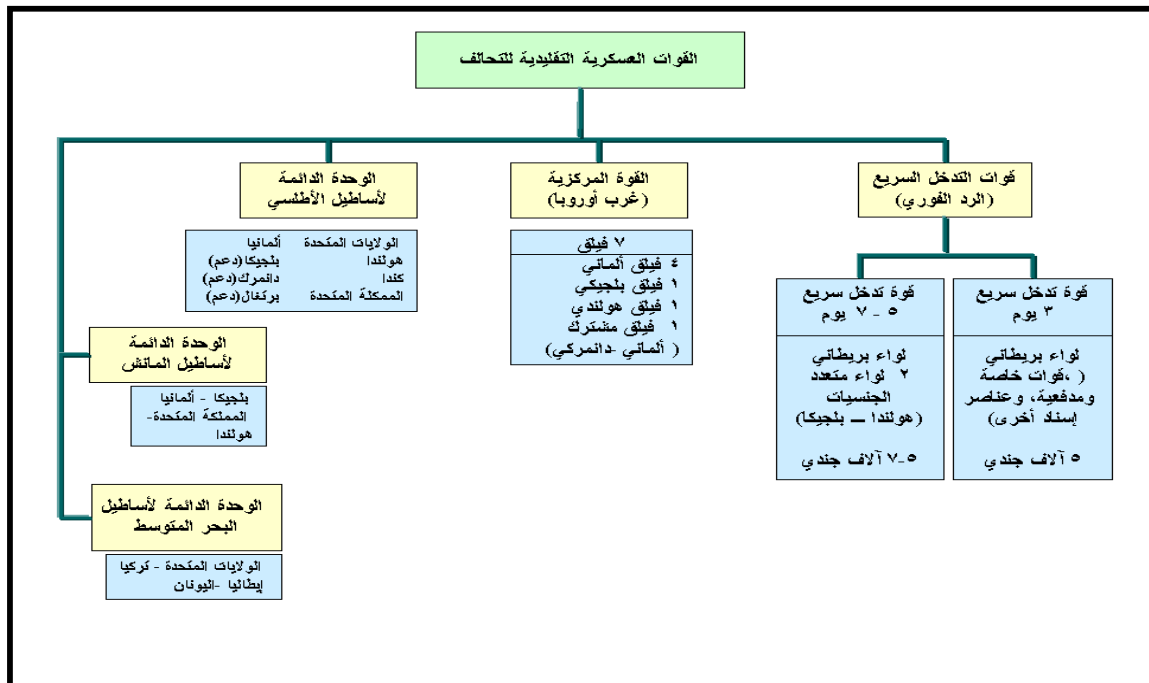 القوات العسكرية التقليدية للتحالف
قوات التدخل السريع
(الرد الفوري)
قوة تدخل سريع
٣ يوم
لواء بريطاني
( ،قوات خاصة
ومدفعية، وعناصر
إسناد أخرى)
٥ آلاف جندي
قوة تدخل سريع
٥ - ٧ يوم
لواء بريطاني
٢ لواء متعدد
الجنسيات
(هولندا – بلجيكا)
٥-٧ آلاف جندي
القوة المركزية
(غرب أوروبا)
٧ فيلق
٤ فيلق ألماني
١ فيلق بلجيكي
١ فيلق هولندي
١ فيلق مشترك
( ألماني -دانمركي)
الوحدة الدائمة
لأساطيل الأطلسي
الولايات المتحدة ألمانيا
هولندا بلجيكا(دعم)
كندا دانمرك(دعم)
الممكلة المتحدة برتغال(دعم)
الوحدة الدائمة
لأساطيل المانش
بلجيكا - ألمانيا
المملكة المتحدة-
هولندا
الوحدة الدائمة لأساطيل
البحر المتوسط
الولايات المتحدة - تركيا
إيطاليا -اليونان